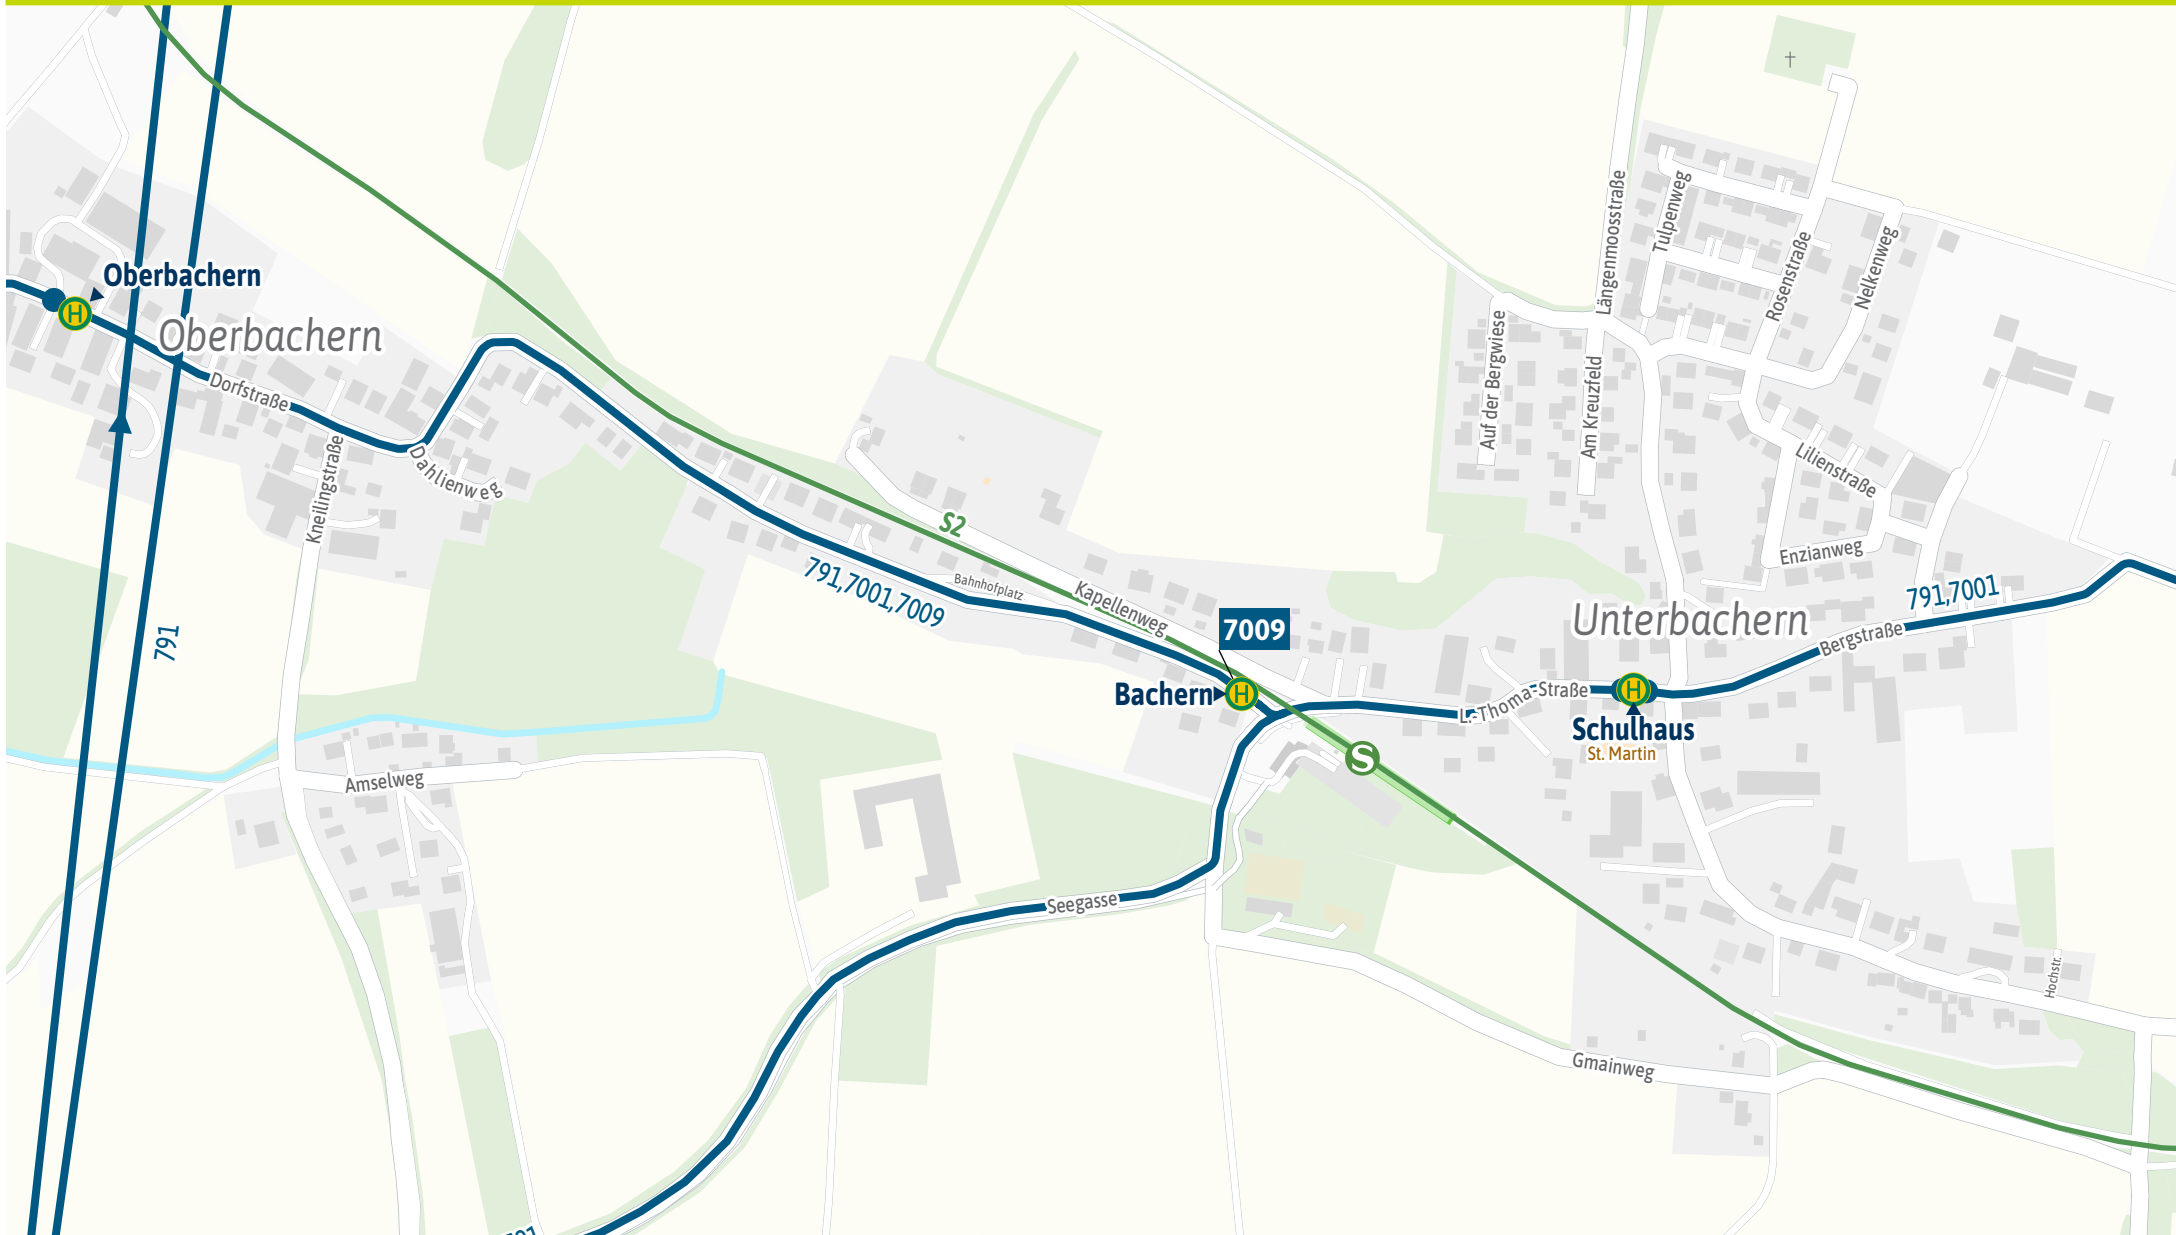 Längenmoosstraße
Tulpenweg
Rosenstraße
Nelkenweg
Oberbachern
H
Oberbachern
Dorfstraße
Auf der Bergwiese
Am Kreuzfeld
Kneilingstraße
Dahlienweg
Lilienstraße
S2
Enzianweg
791,7001,7009
Bahnhofplatz
Kapellenweg
791,7001
791
7009
Unterbachern
Bergstraße
Bachern
H
L.-Thoma-Straße
H
Schulhaus
St. Martin
S
Amselweg
Seegasse
Hochstr.
Gmainweg